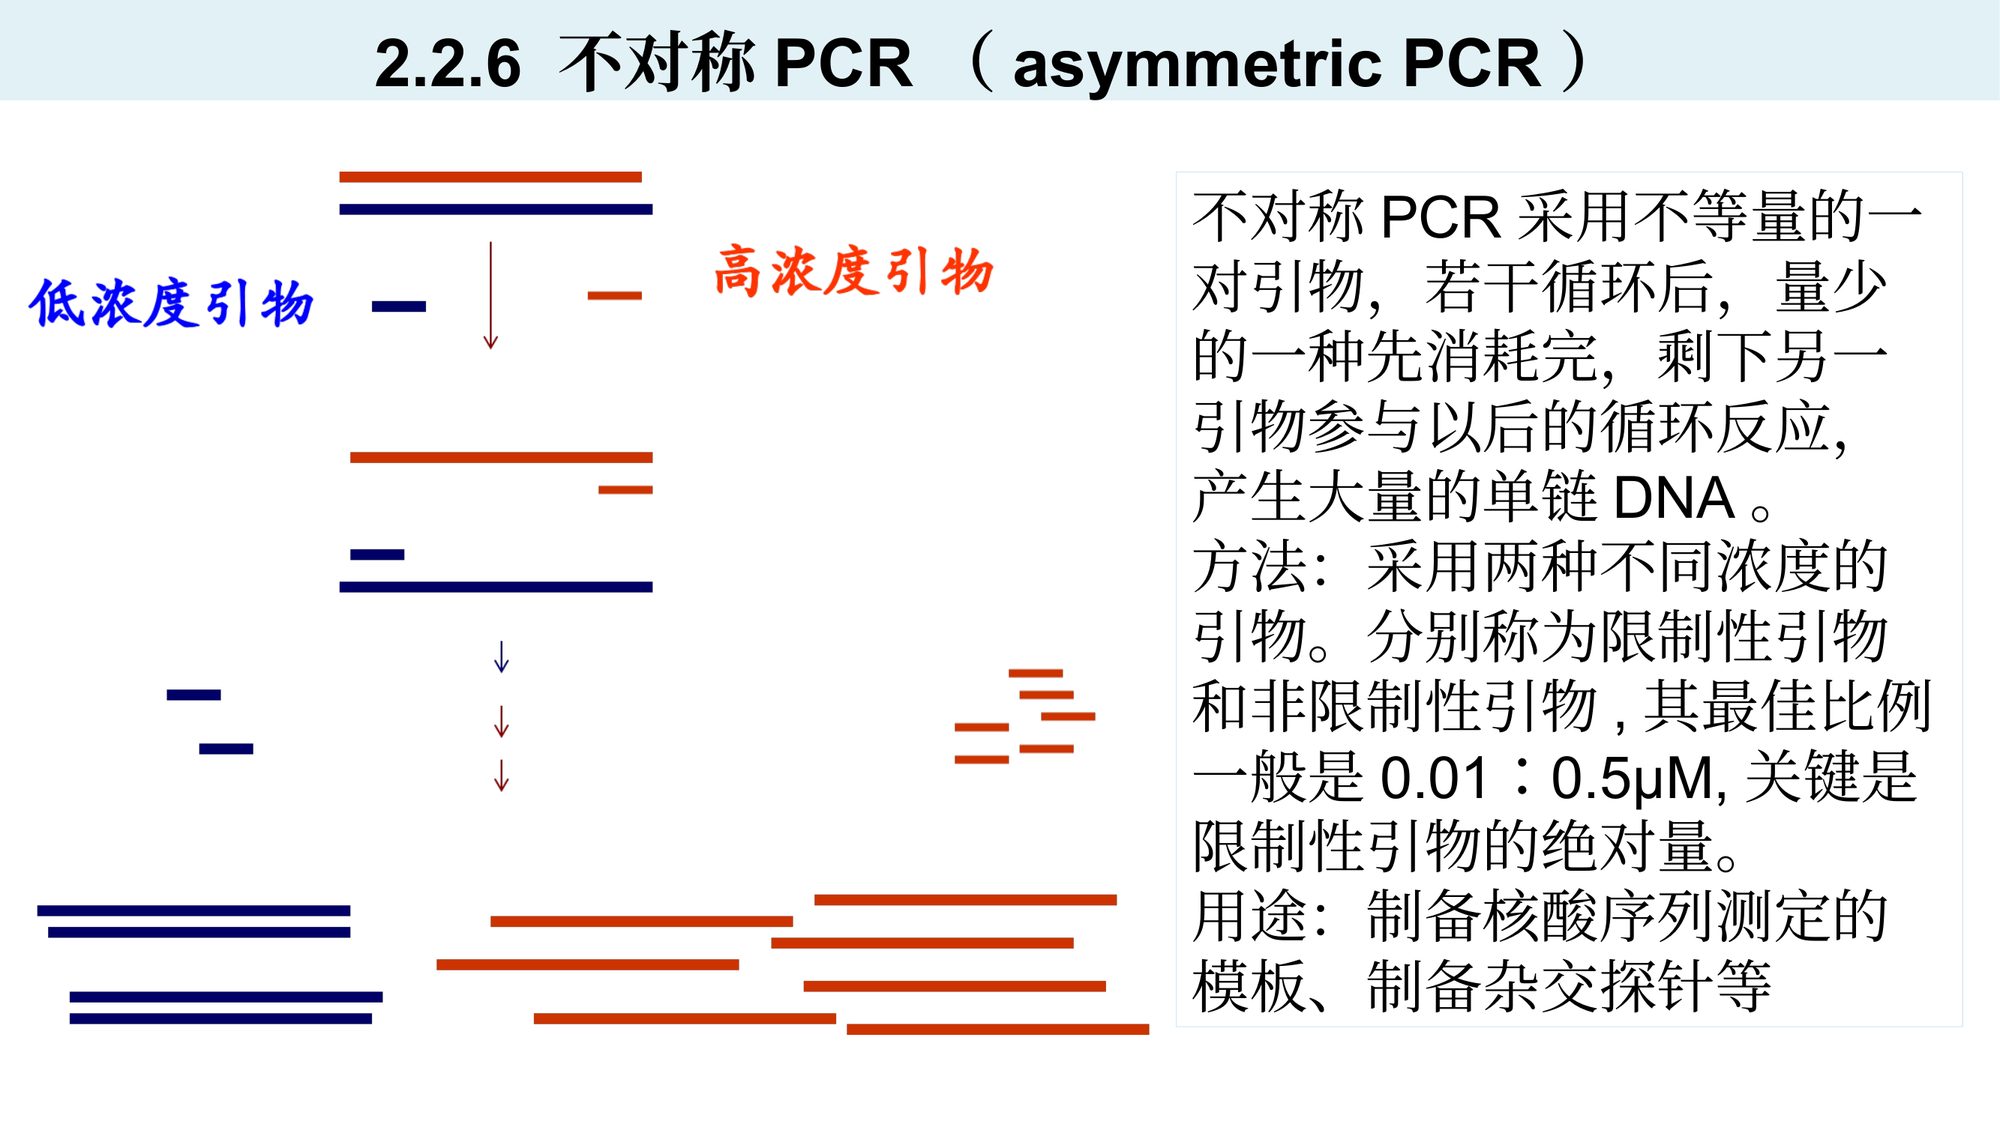 2.2.6 不对称 PCR （ asymmetric PCR ）
低浓度引物
高浓度引物
不对称 PCR 采用不等量的一
对引物，若干循环后，量少
的一种先消耗完，剩下另一
引物参与以后的循环反应，
产生大量的单链 DNA 。
方法：采用两种不同浓度的
引物。分别称为限制性引物
和非限制性引物 , 其最佳比例
一般是 0.01∶0.5μM, 关键是
限制性引物的绝对量。
用途：制备核酸序列测定的
模板、制备杂交探针等